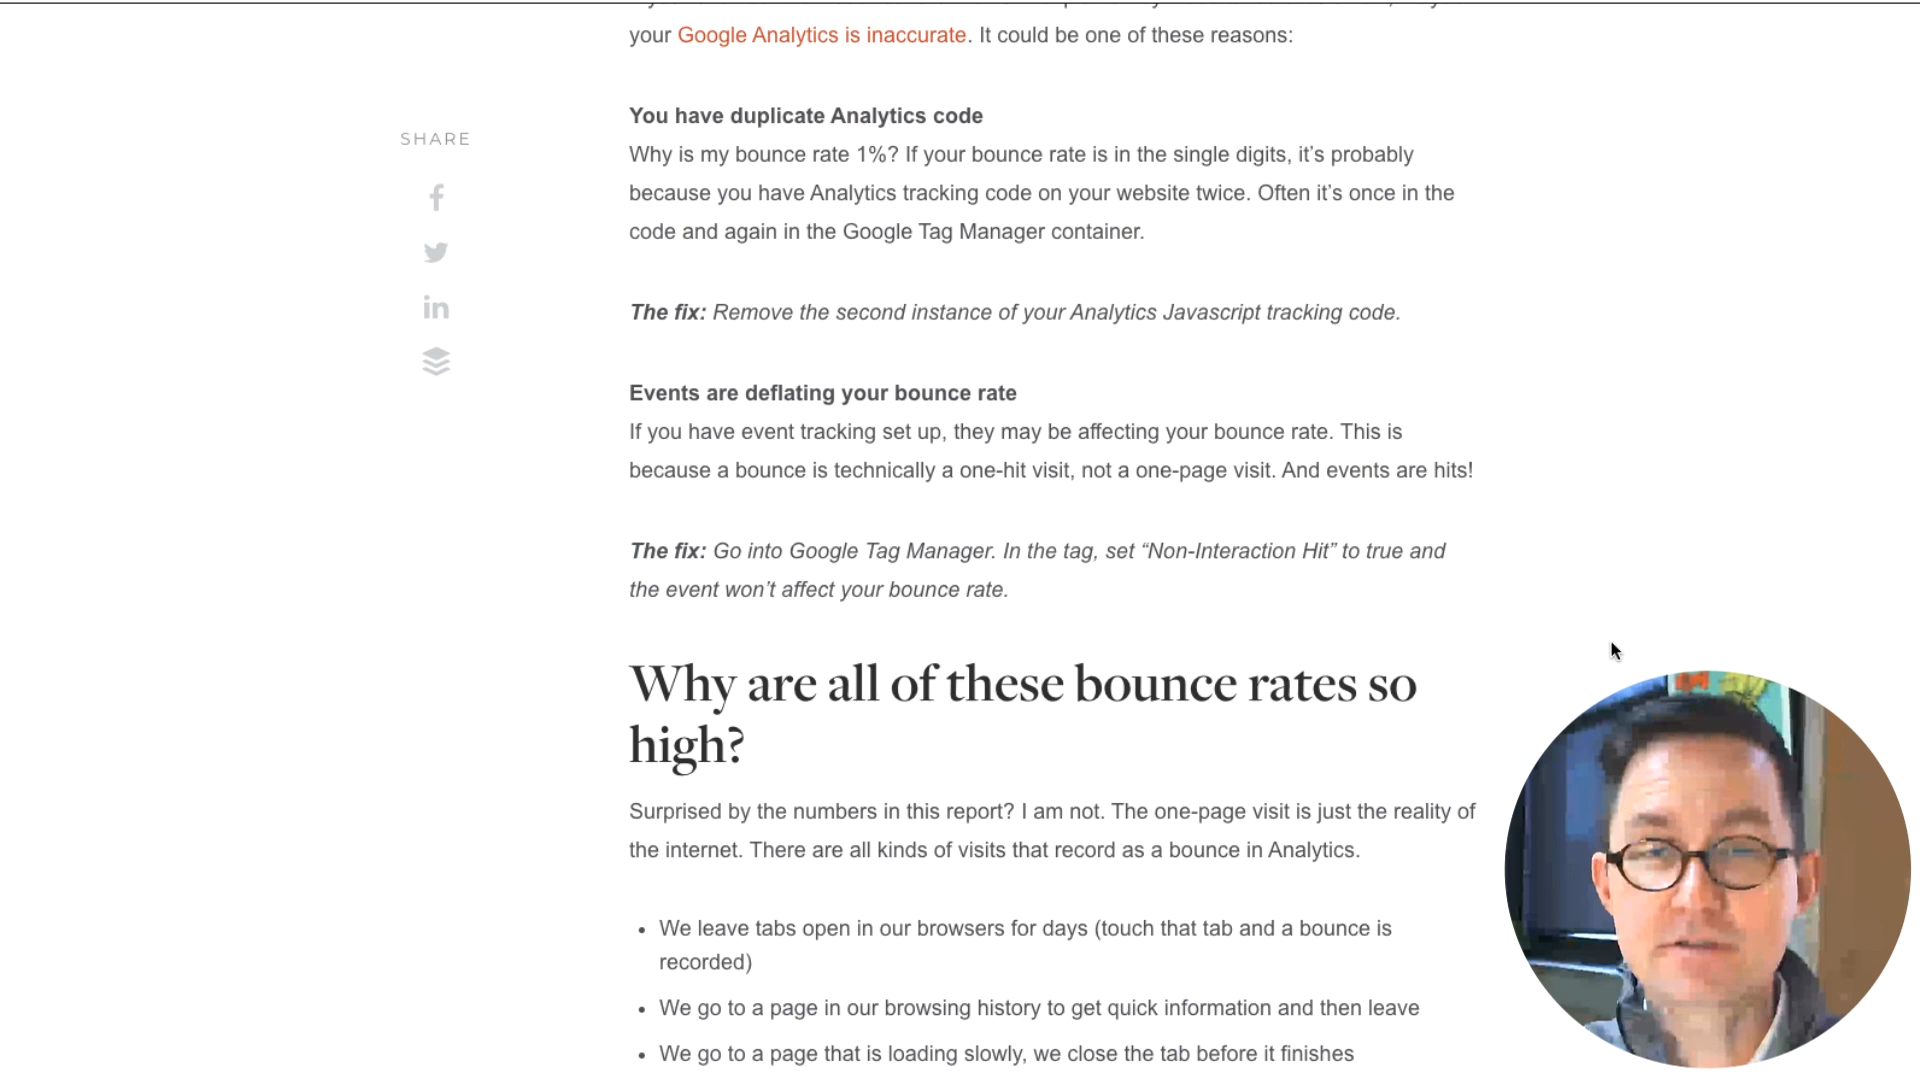 your Google Analytics is inaccurate. It could be one of these reasons:
You have duplicate Analytics code
SHARE
Why is my bounce rate 1%? If your bounce rate is in the single digits, it’s probably
because you have Analytics tracking code on your website twice. Often it’s once in the
code and again in the Google Tag Manager container.
The fix: Remove the second instance of your Analytics Javascript tracking code.
Events are deflating your bounce rate
If you have event tracking set up, they may be affecting your bounce rate. This is
because a bounce is technically a one-hit visit, not a one-page visit. And events are hits!
The fix: Go into Google Tag Manager. In the tag, set “Non-Interaction Hit” to true and
the event won’t affect your bounce rate.
Why are all of these bounce rates so
high?
Surprised by the numbers in this report? I am not. The one-page visit is just the reality of
the internet. There are all kinds of visits that record as a bounce in Analytics.
• We leave tabs open in our browsers for days (touch that tab and a bounce is
recorded)
• We go to a page in our browsing history to get quick information and then leave
• We go to a page that is loading slowly, we close the tab before it finishes